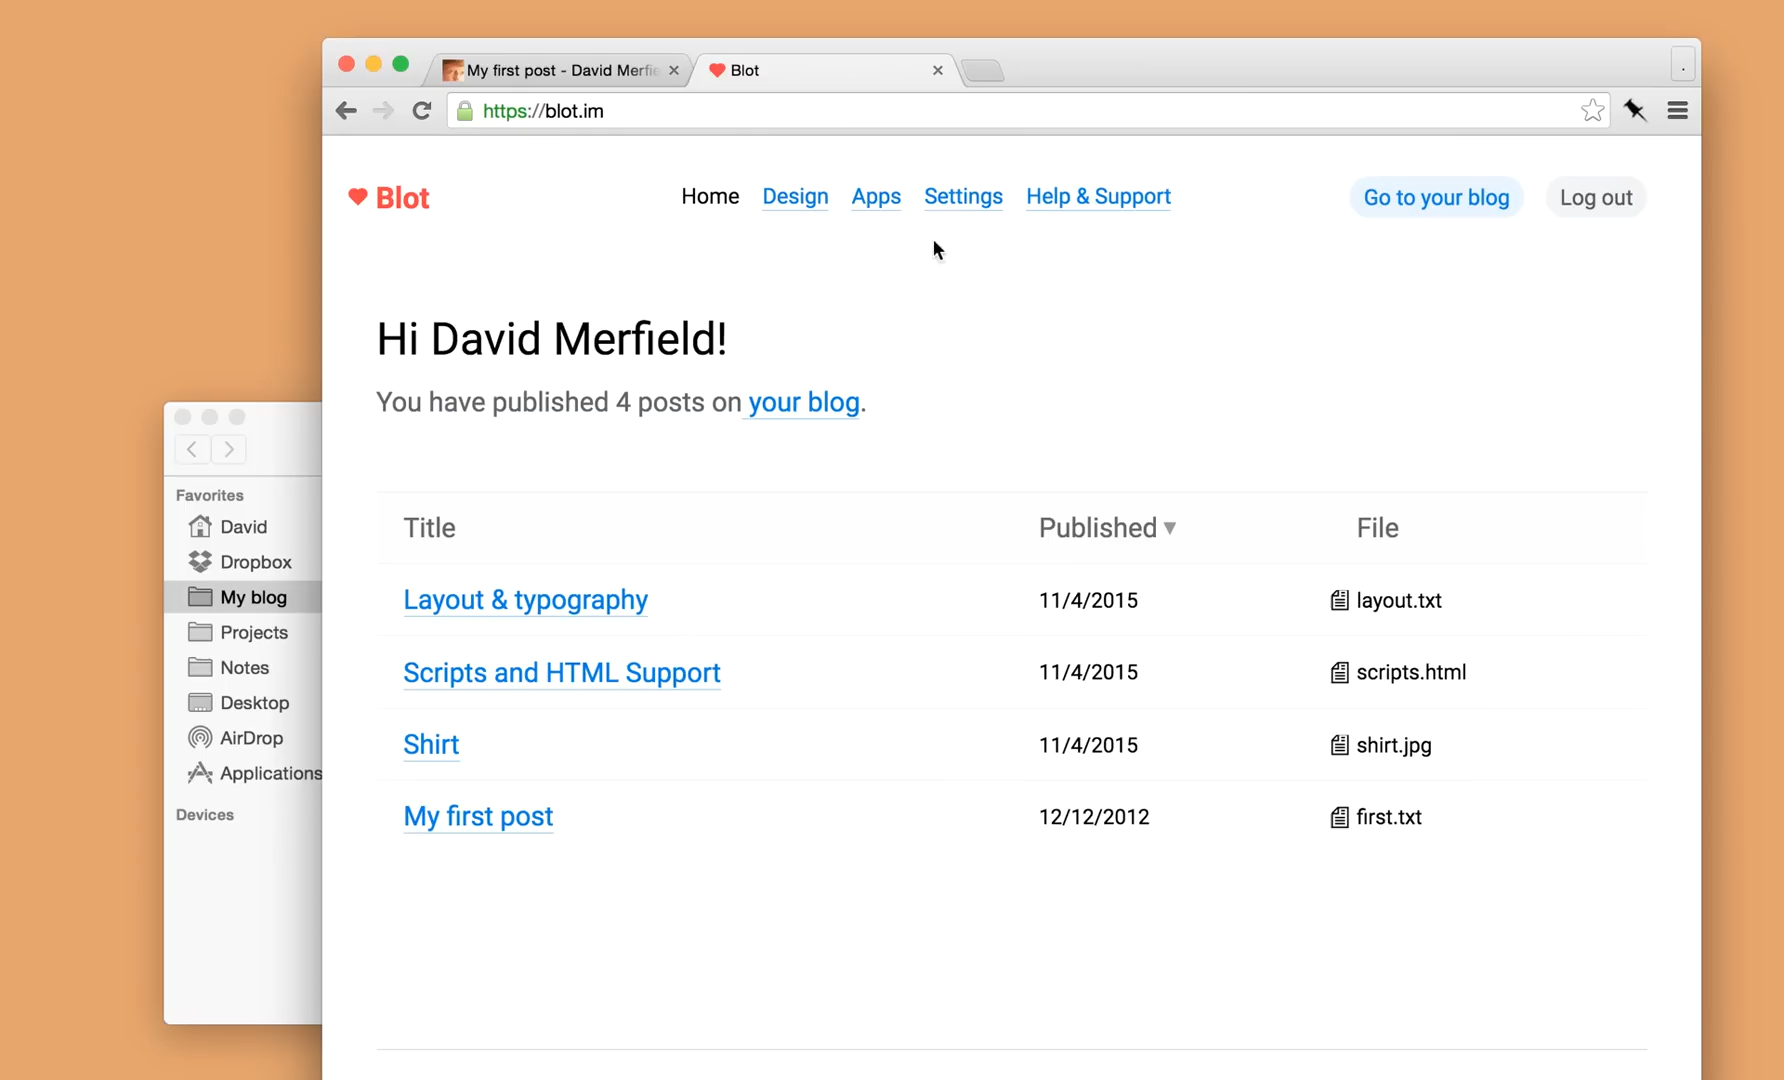 My first post - David Merfie
Blot
https://blot.im
Blot
Home Design Apps Settings Help & Support
Go to your blog Log out
Hi David Merfield!
You have published 4 posts on your blog.
Title Published File
Layout & typography 11/4/2015 layout.txt
Scripts and HTML Support 11/4/2015 scripts.html
Shirt 11/4/2015 shirt.jpg
My first post 12/12/2012 first.txt
Favorites
David
Dropbox
My blog
Projects
Notes
Desktop
AirDrop
Applications
Devices